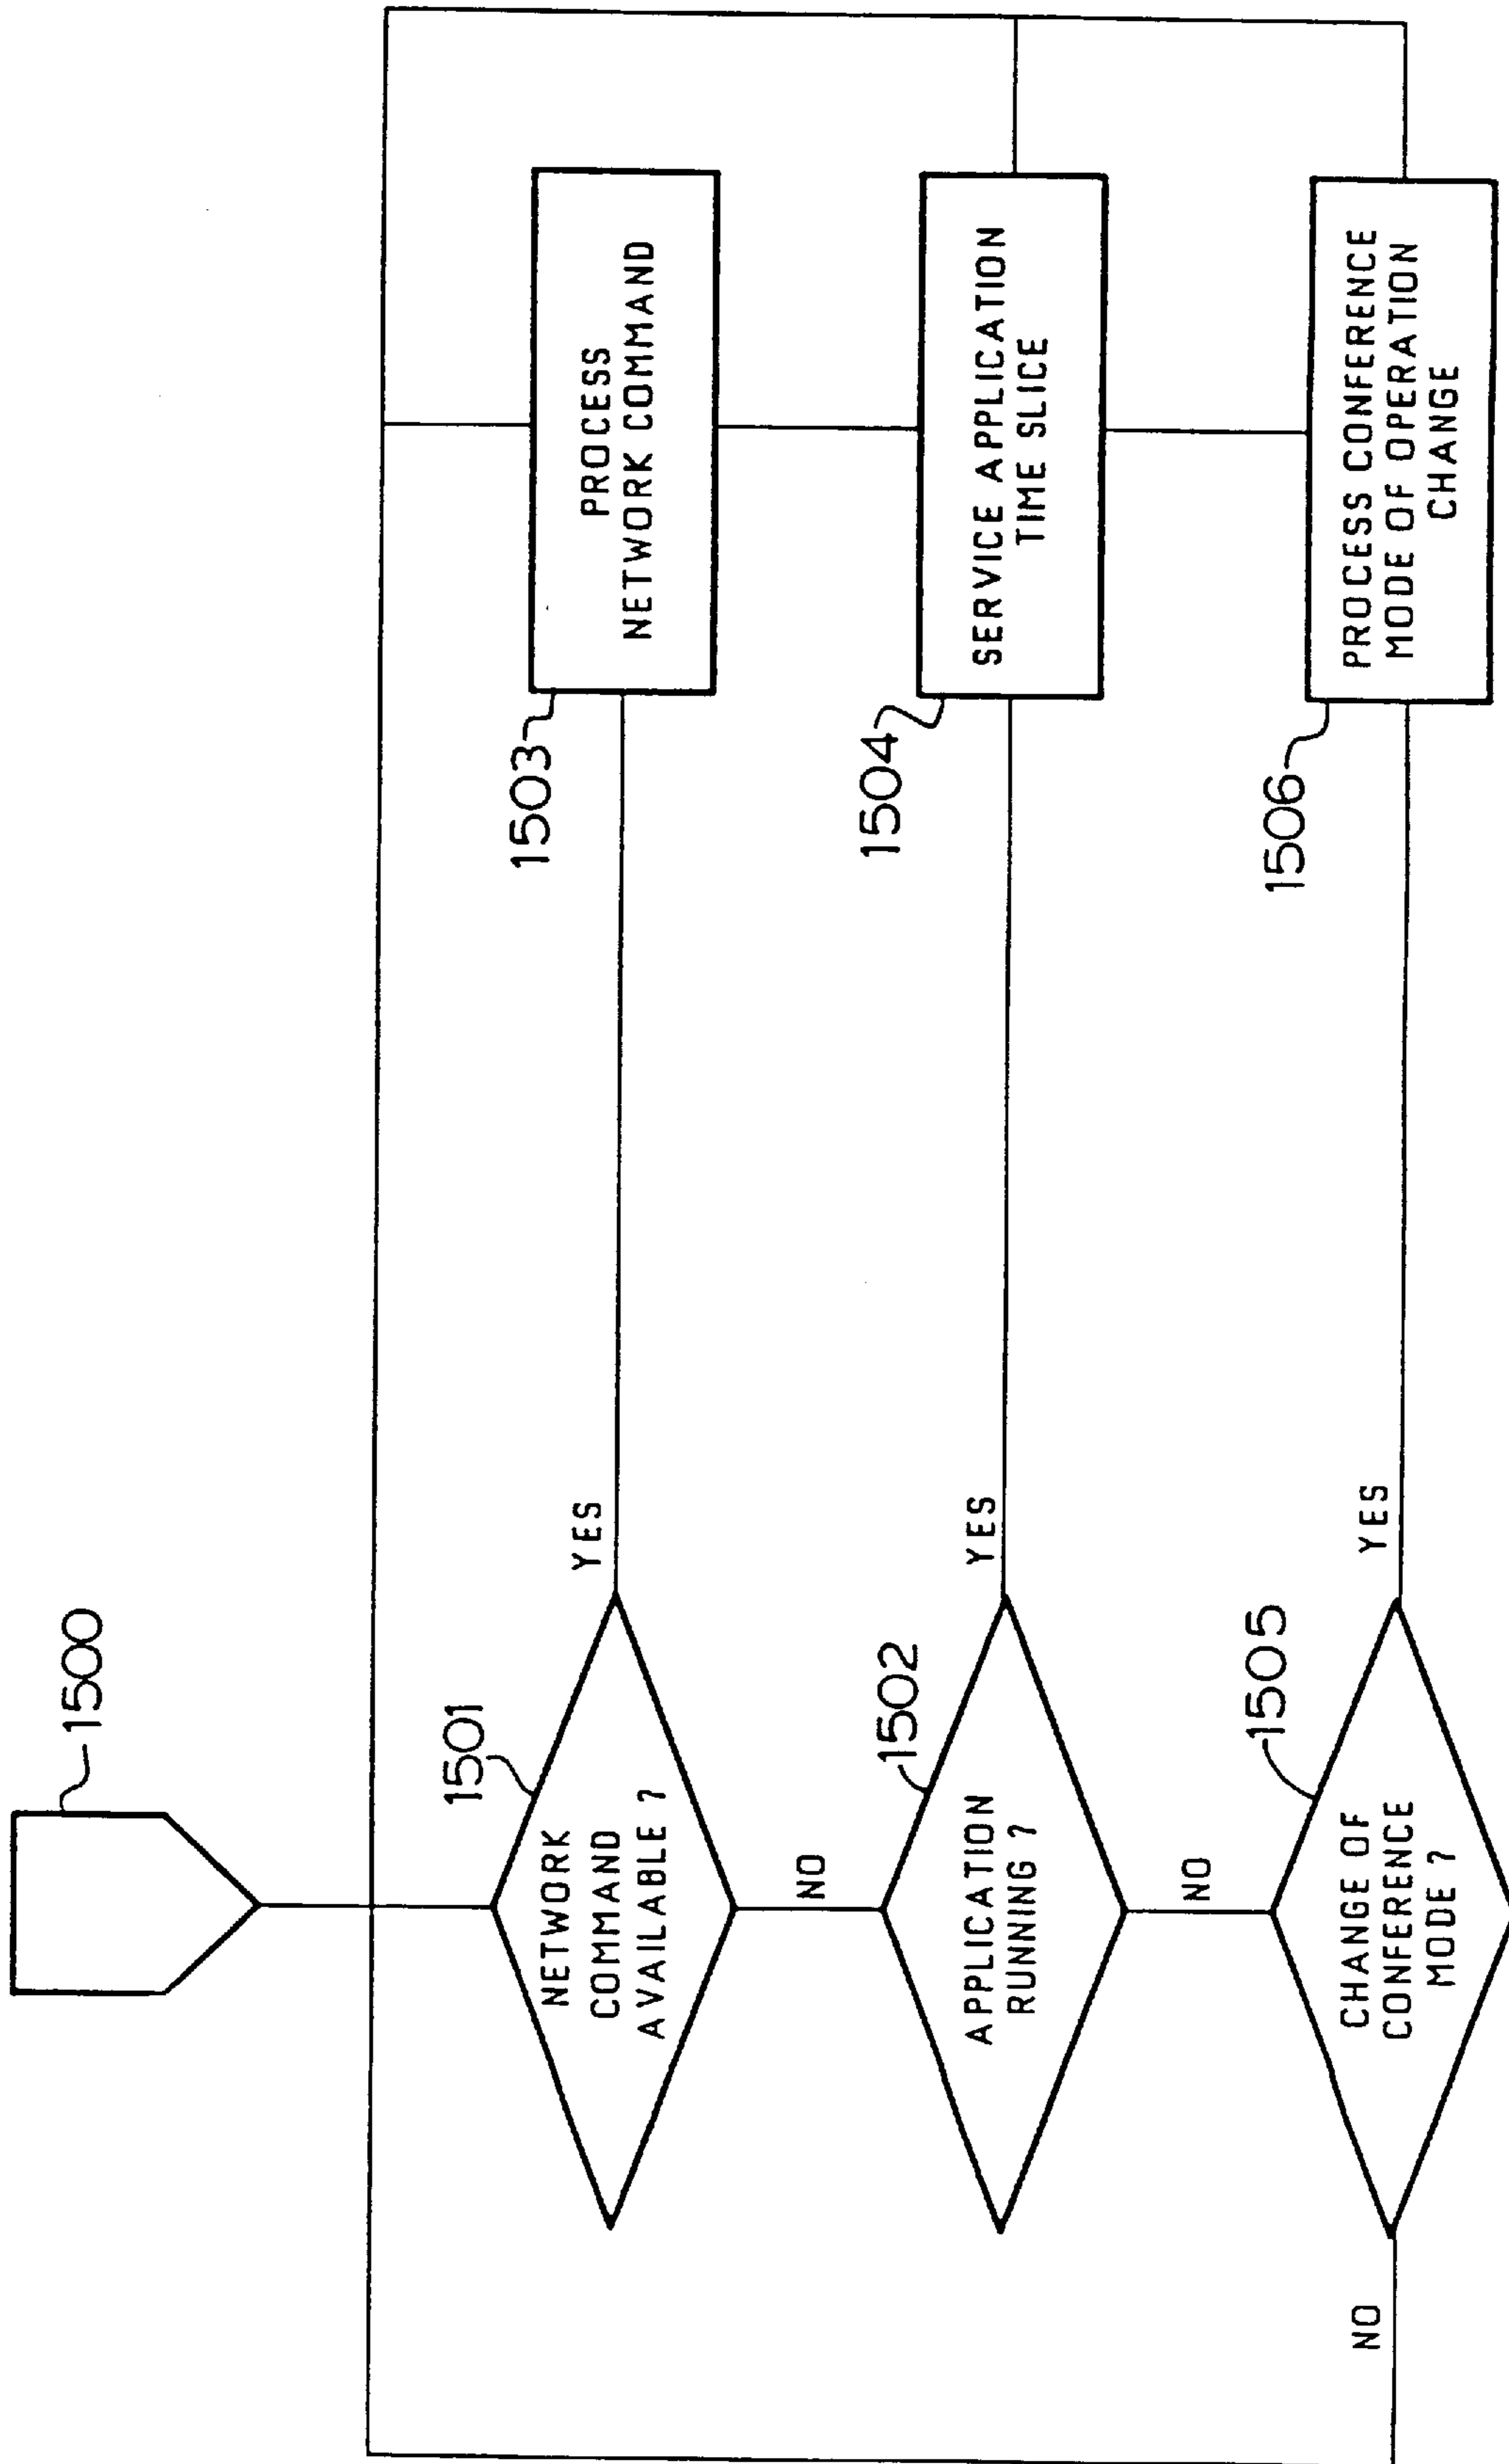 1500
1501
NETWORK
COMMAND
AVAILABLE ?
YES
1503
PROCESS
NETWORK COMMAND
NO
1502
APPLICATION
RUNNING ?
YES
1504
SERVICE APPLICATION
TIME SLICE
NO
1505
CHANGE OF
CONFERENCE
MODE ?
YES
1506
PROCESS CONFERENCE
MODE OF OPERATION
CHANGE
NO